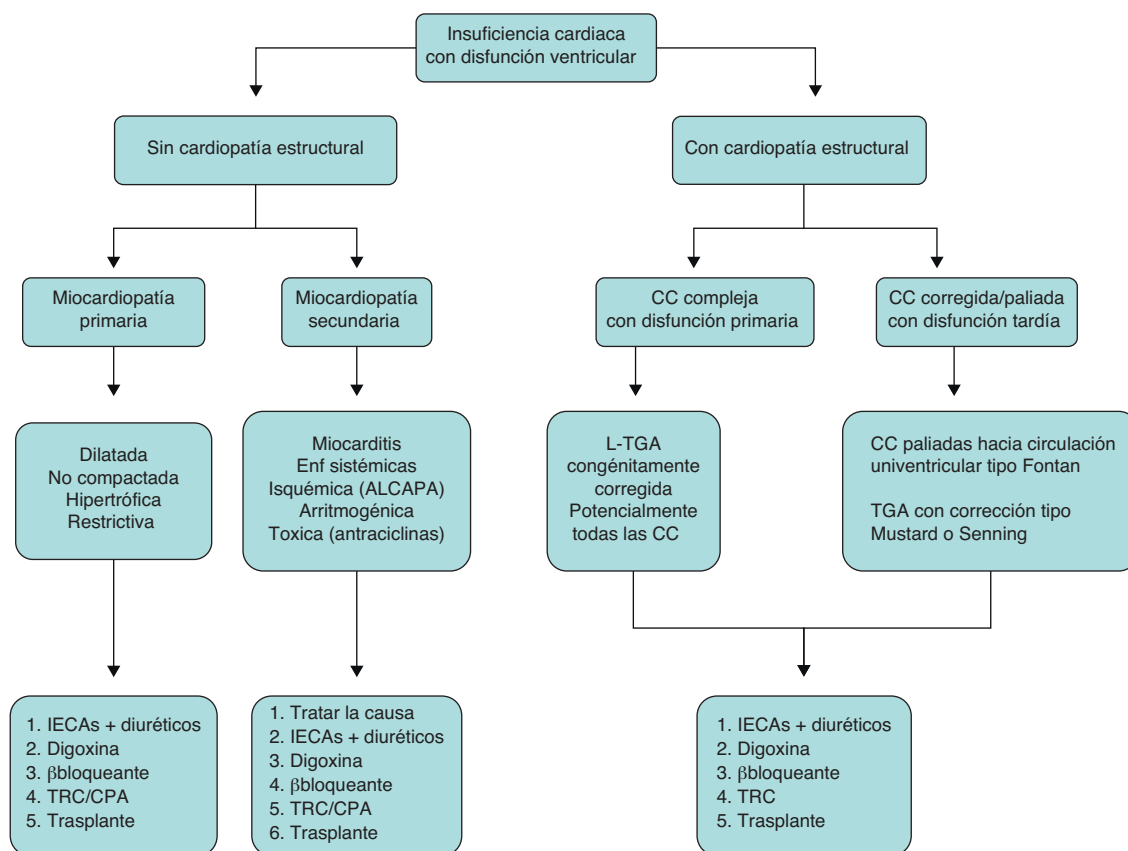 Insuficiencia cardiaca
con disfunción ventricular
Sin cardiopatía estructural
Con cardiopatía estructural
Miocardiopatía
primaria
Miocardiopatía
secundaria
CC compleja
con disfunción primaria
CC corregida/paliada
con disfunción tardía
Dilatada
No compactada
Hipertrófica
Restrictiva
Miocarditis
Enf sistémicas
Isquémica (ALCAPA)
Arritmogénica
Toxica (antraciclinas)
L-TGA
congénitamente
corregida
Potencialmente
todas las CC
CC paliadas hacia circulación
univentricular tipo Fontan
TGA con corrección tipo
Mustard o Senning
1. IECAs + diuréticos
2. Digoxina
3. βbloqueante
4. TRC/CPA
5. Trasplante
1. Tratar la causa
2. IECAs + diuréticos
3. Digoxina
4. βbloqueante
5. TRC/CPA
6. Trasplante
1. IECAs + diuréticos
2. Digoxina
3. βbloqueante
4. TRC
5. Trasplante